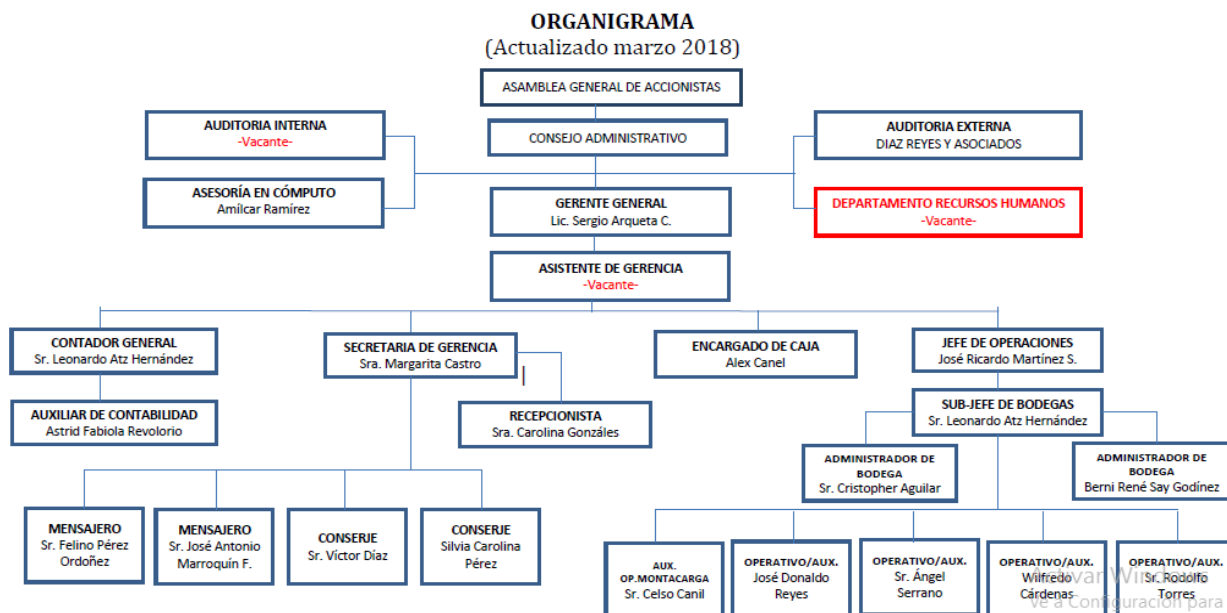 ORGANIGRAMA
(Actualizado marzo 2018)
ASAMBLEA GENERAL DE ACCIONISTAS
AUDITORIA INTERNA
-Vacante-
CONSEJO ADMINISTRATIVO
AUDITORIA EXTERNA
DIAZ REYES Y ASOCIADOS
ASESORÍA EN CÓMPUTO
Amílcar Ramírez
GERENTE GENERAL
Lic. Sergio Arqueta C.
DEPARTAMENTO RECURSOS HUMANOS
-Vacante-
ASISTENTE DE GERENCIA
-Vacante-
CONTADOR GENERAL
Sr. Leonardo Atz Hernández
SECRETARIA DE GERENCIA
Sra. Margarita Castro
ENCARGADO DE CAJA
Alex Canel
JEFE DE OPERACIONES
José Ricardo Martínez S.
AUXILIAR DE CONTABILIDAD
Astrid Fabiola Revolorio
RECEPCIONISTA
Sra. Carolina Gonzáles
SUB-JEFE DE BODEGAS
Sr. Leonardo Atz Hernández
ADMINISTRADOR DE
BODEGA
Sr. Cristopher Aguilar
ADMINISTRADOR DE
BODEGA
Berni René Say Godínez
MENSAJERO
Sr. Felino Pérez
Ordoñez
MENSAJERO
Sr. José Antonio
Marroquín F.
CONSERJE
Sr. Víctor Díaz
CONSERJE
Silvia Carolina
Pérez
AUX.
OP.MONTACARGA
Sr. Celso Canil
OPERATIVO/AUX.
José Donaldo
Reyes
OPERATIVO/AUX.
Sr. Ángel
Serrano
OPERATIVO/AUX.
Wilfredo
Cárdenas
OPERATIVO/AUX.
Sr. Rodolfo
Torres
Activar Windows
Ve a Configuración para